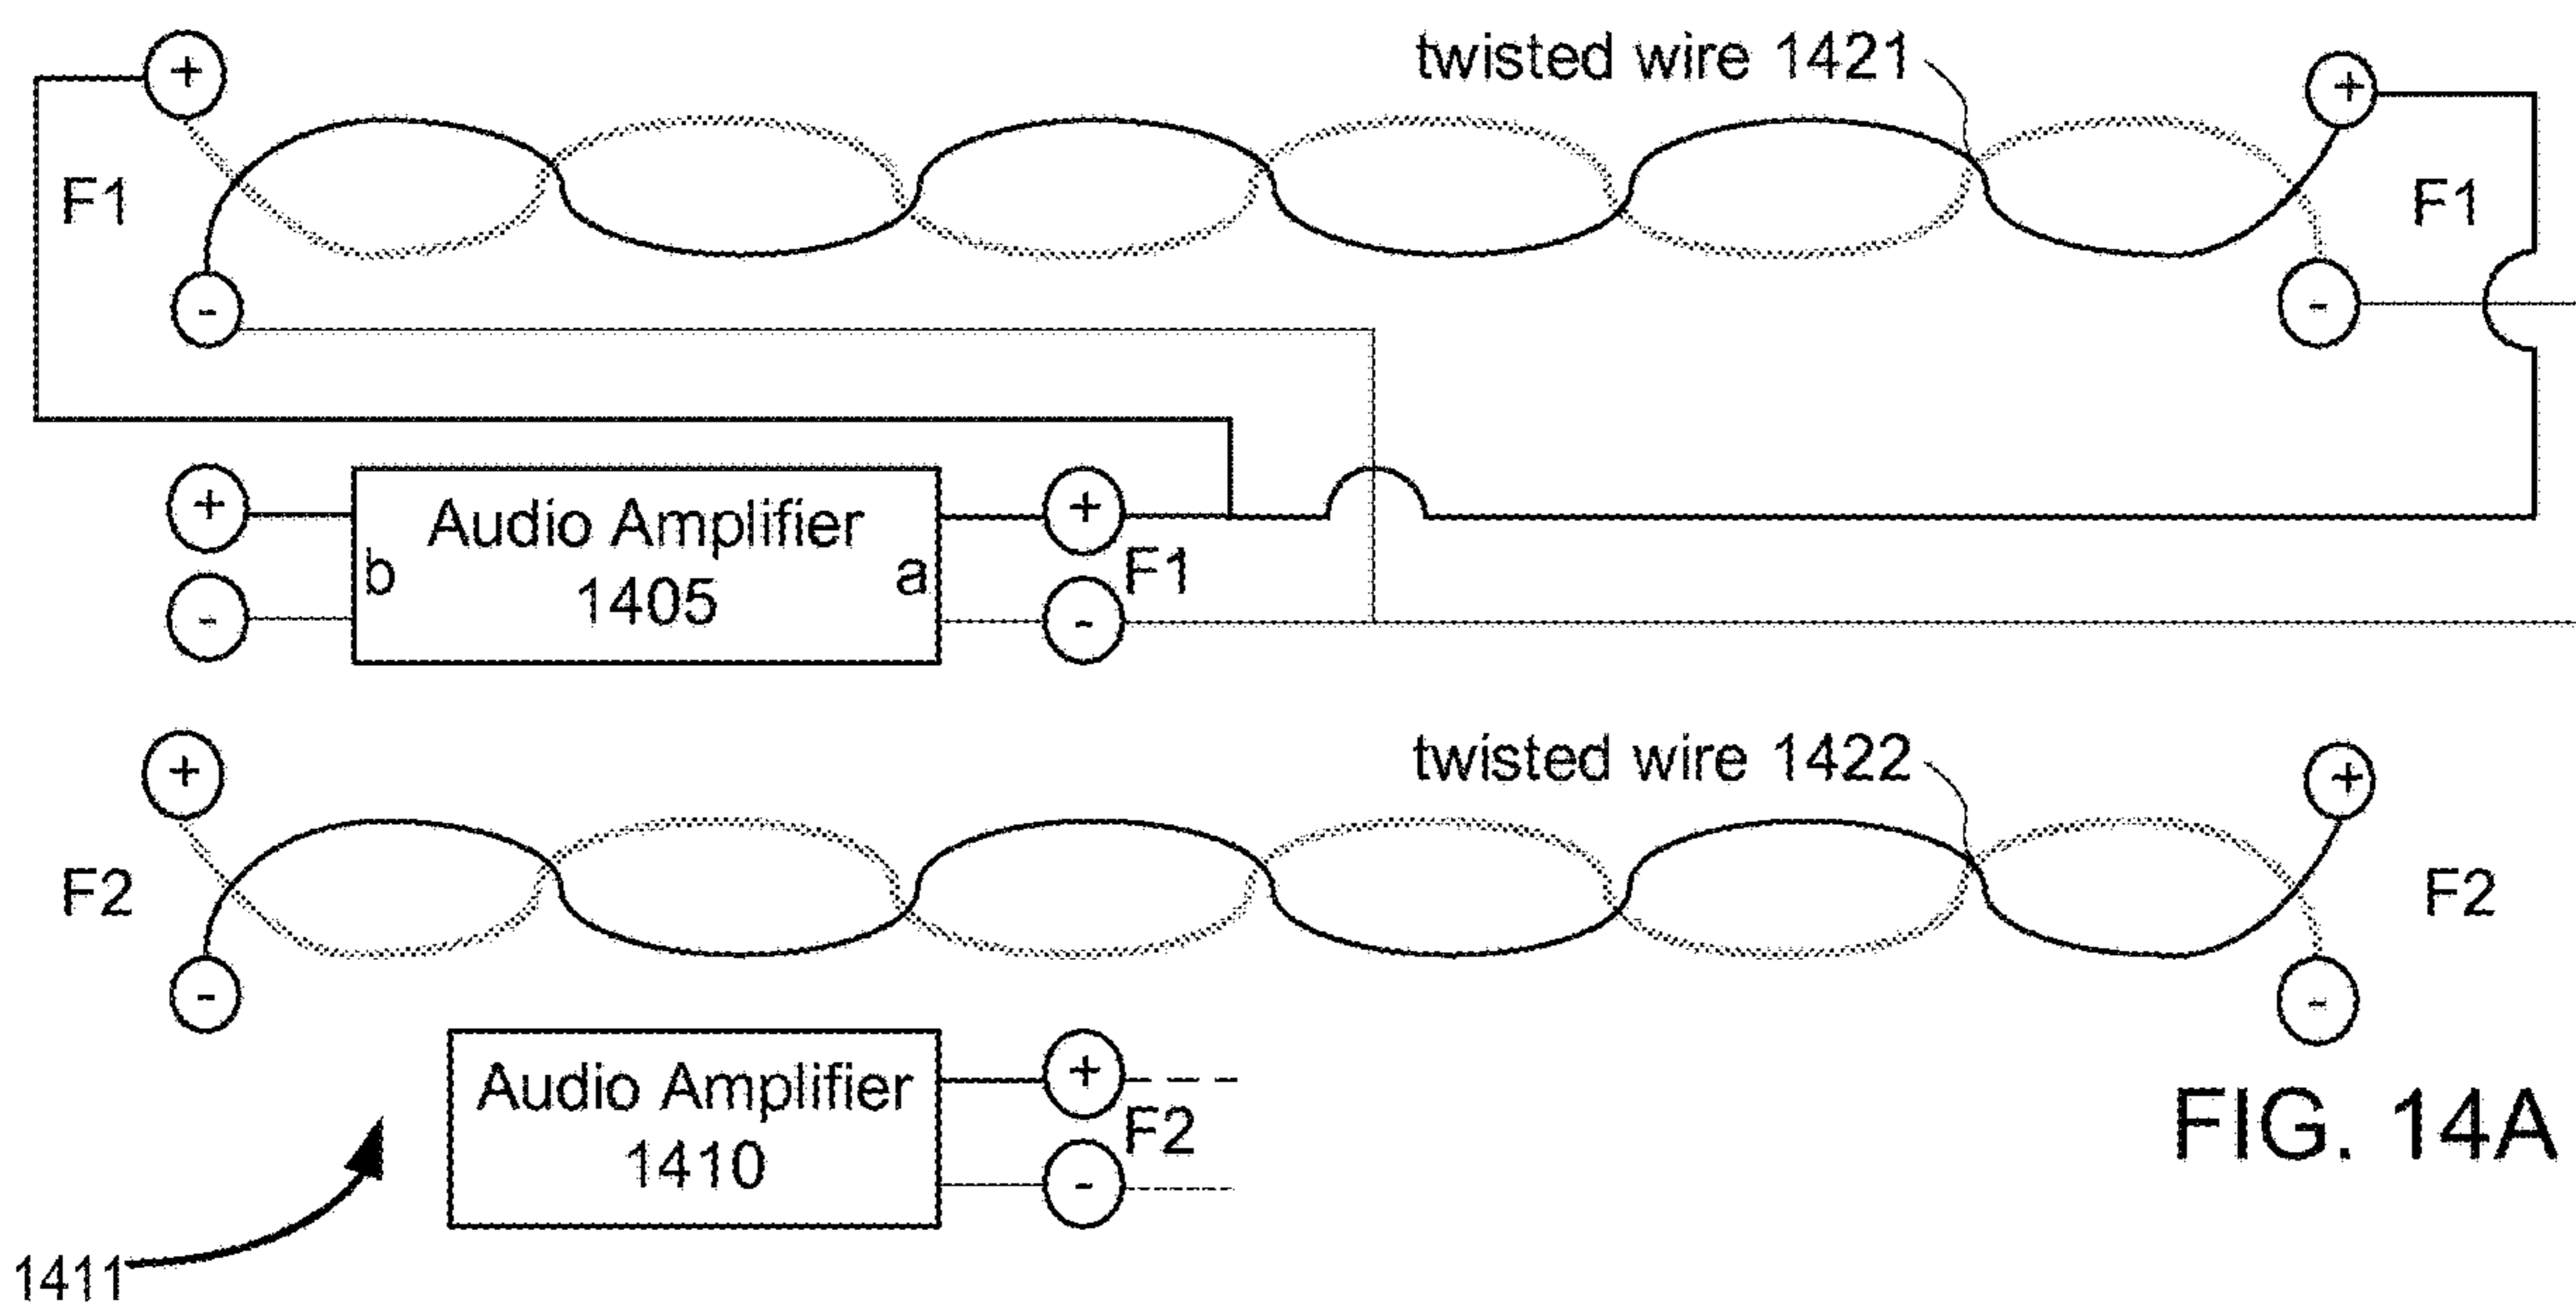 +
twisted wire 1421
+
F1
F1
-
-
+
Audio Amplifier
1405
b
a
+
F1
-
-
+
twisted wire 1422
+
F2
F2
-
-
Audio Amplifier
1410
+
F2
-
FIG. 14A
1411